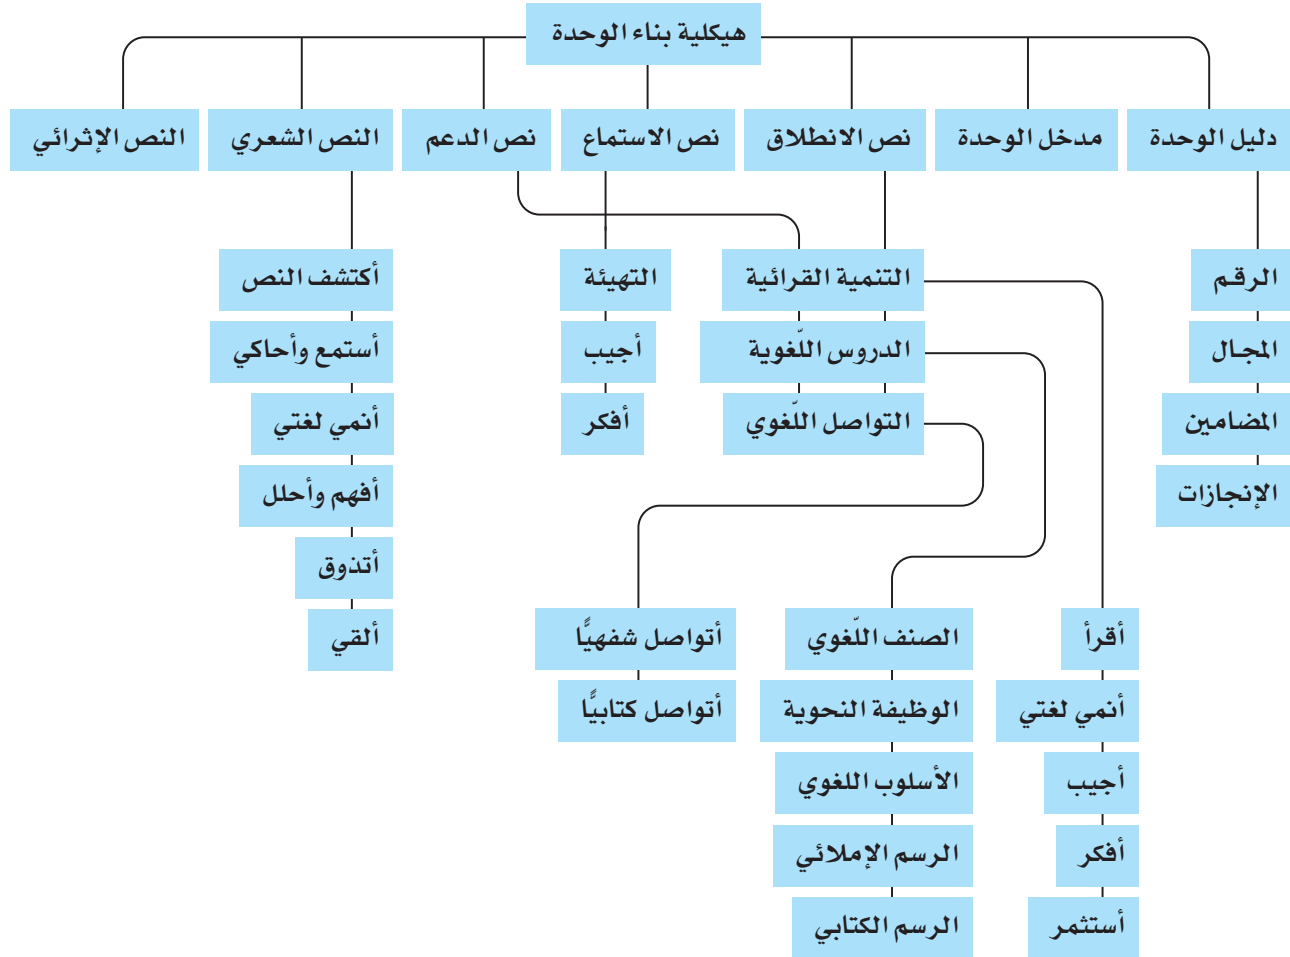 هيكلية بناء الوحدة
دليل الوحدة
مدخل الوحدة
نص الانطلاق
نص الاستماع
نص الدعم
النص الشعري
النص الإثرائي
الرقم
المجال
المضامين
الإنجازات
التنمية القرائية
الدروس اللّغوية
التواصل اللّغوي
التهيئة
أجيب
أفكر
أكتشف النص
أستمع وأحاكي
أنمي لغتي
أفهم وأحلل
أتذوق
ألقي
أقرأ
أنمي لغتي
أجيب
أفكر
أستثمر
الصنف اللّغوي
الوظيفة النحوية
الأسلوب اللغوي
الرسم الإملائي
الرسم الكتابي
أتواصل شفهيًّا
أتواصل كتابيًّا